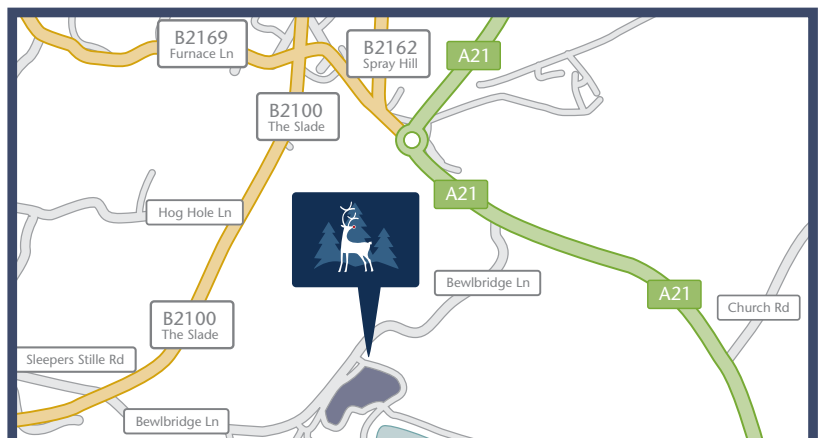 B2169
Furnace Ln
B2162
Spray Hill
A21
B2100
The Slade
A21
Hog Hole Ln
Bewlbridge Ln
A21
Church Rd
B2100
The Slade
Sleepers Stille Rd
Bewlbridge Ln